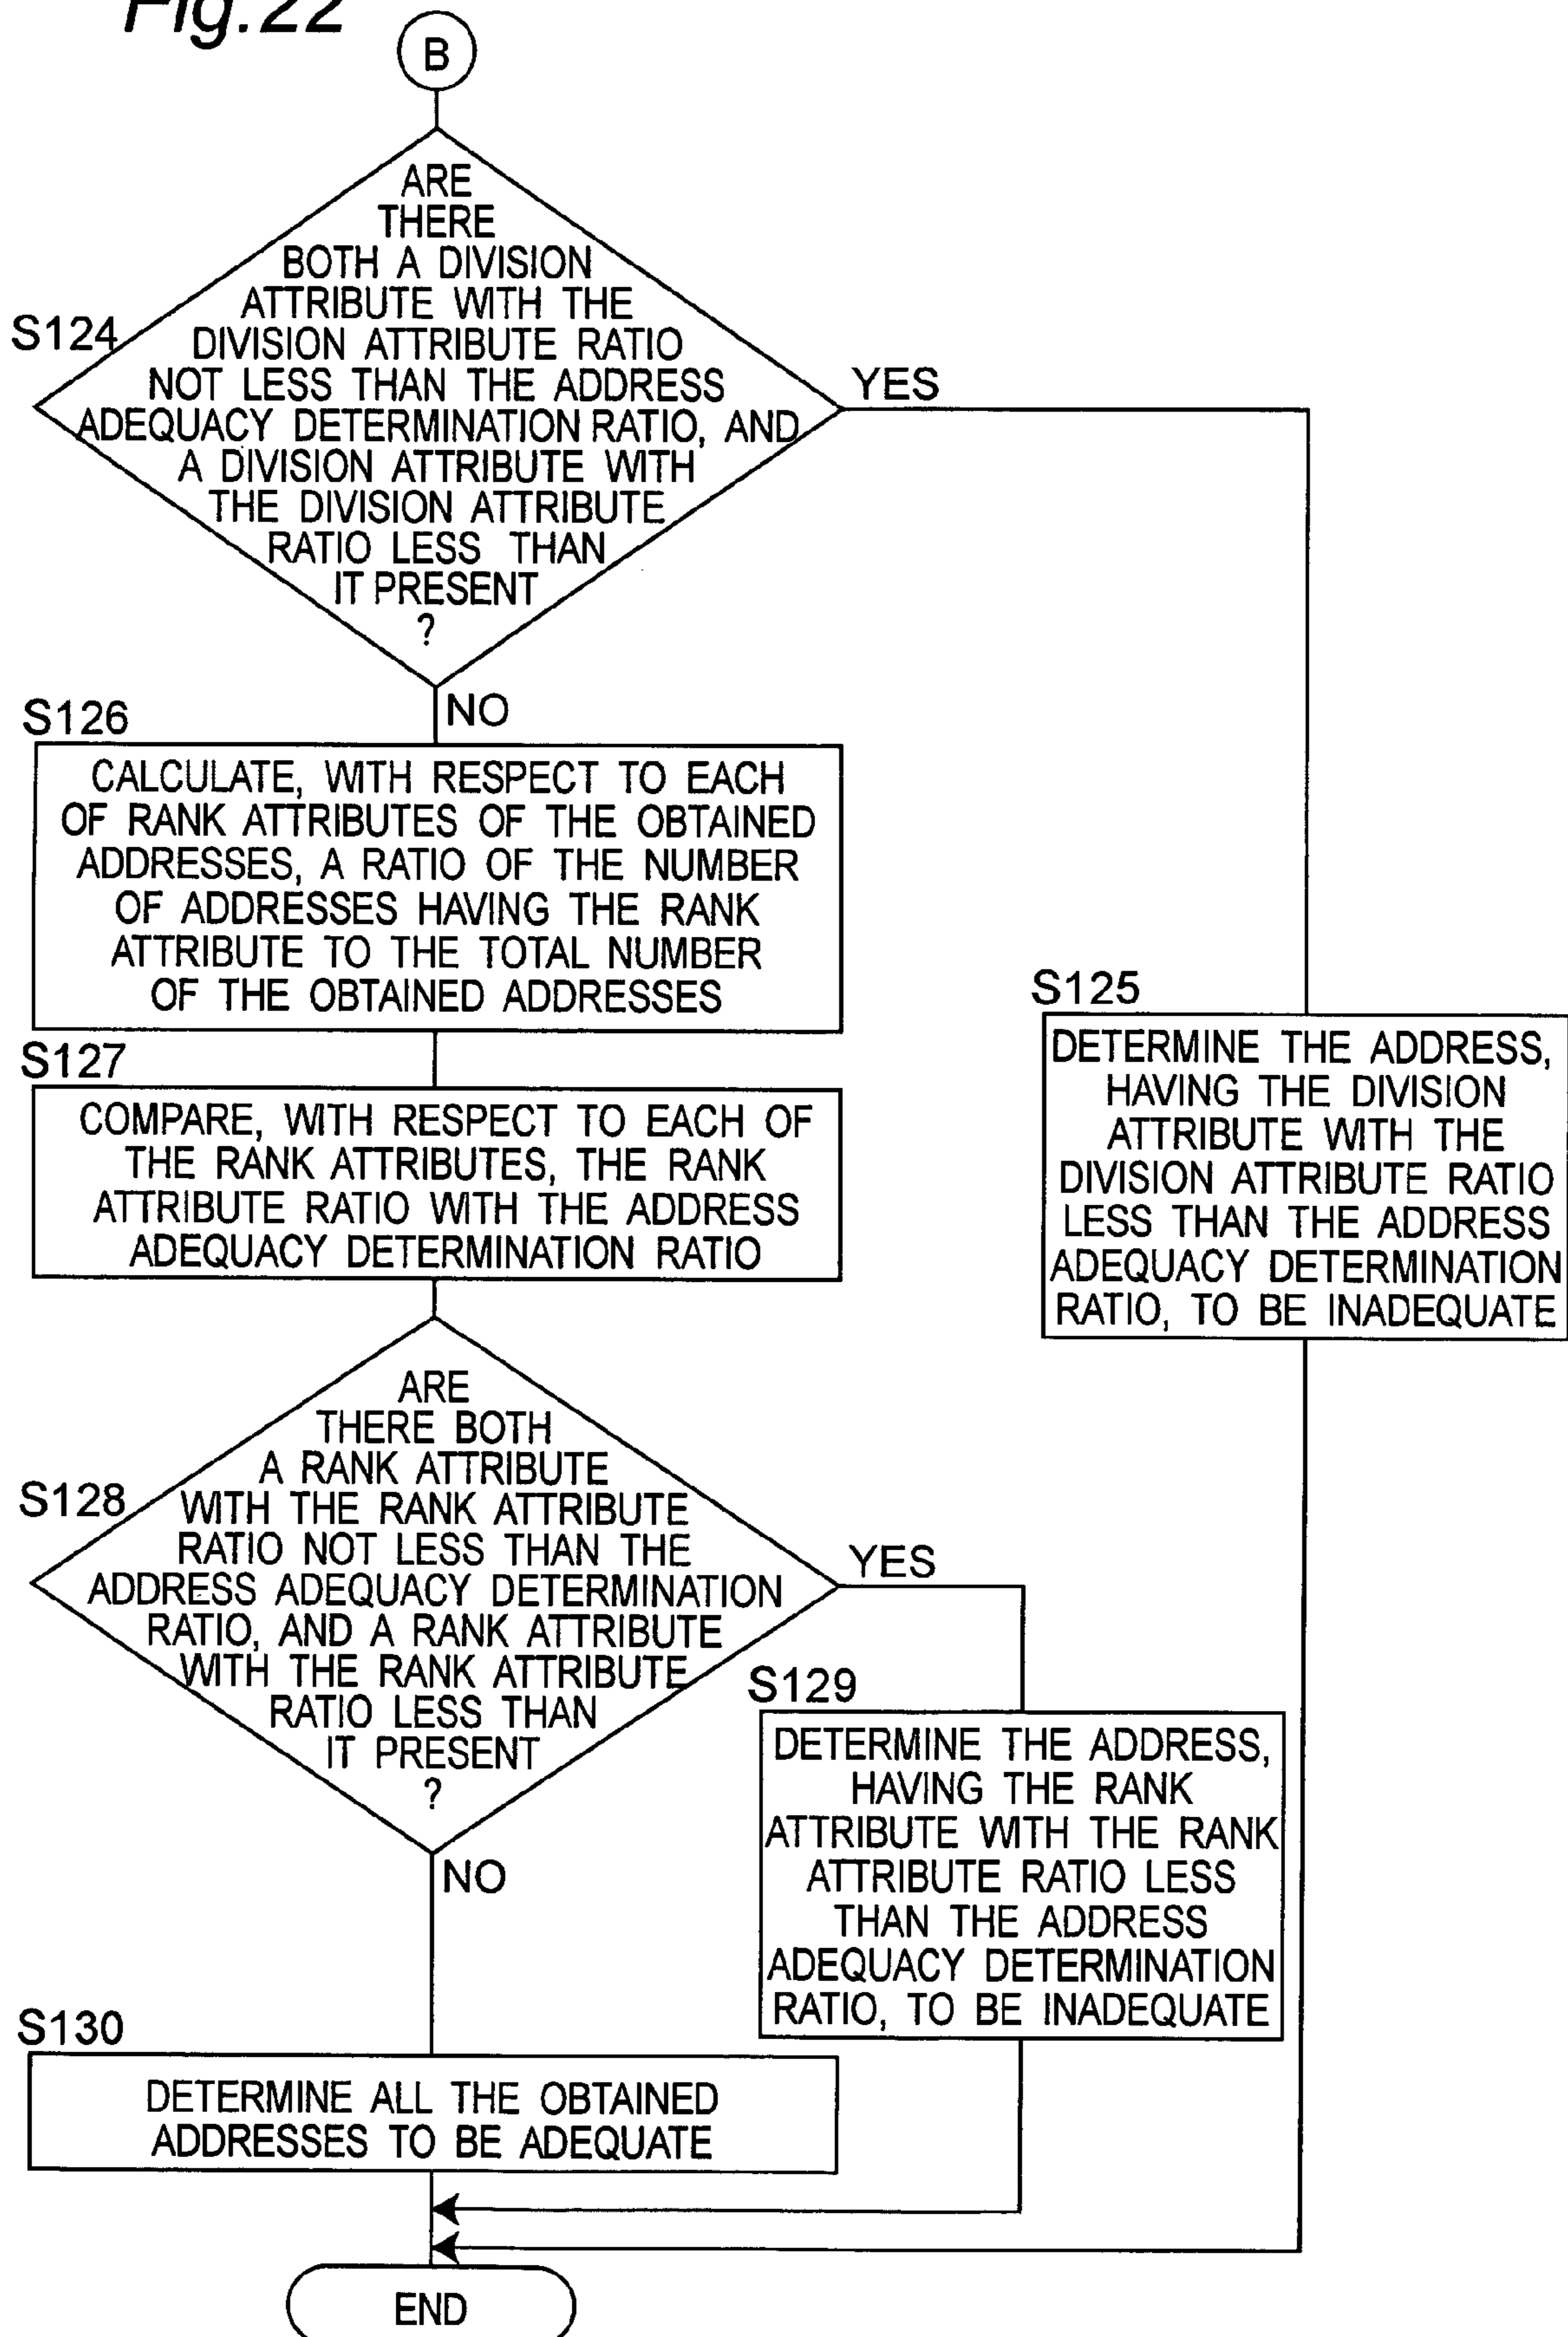 Fig.22
B
S124
ARE
THERE
BOTH A DIVISION
ATTRIBUTE WITH THE
DIVISION ATTRIBUTE RATIO
NOT LESS THAN THE ADDRESS
ADEQUACY DETERMINATION RATIO, AND
A DIVISION ATTRIBUTE WITH
THE DIVISION ATTRIBUTE
RATIO LESS THAN
IT PRESENT
?
YES
NO
S126
CALCULATE, WITH RESPECT TO EACH
OF RANK ATTRIBUTES OF THE OBTAINED
ADDRESSES, A RATIO OF THE NUMBER
OF ADDRESSES HAVING THE RANK
ATTRIBUTE TO THE TOTAL NUMBER
OF THE OBTAINED ADDRESSES
S125
DETERMINE THE ADDRESS,
HAVING THE DIVISION
ATTRIBUTE WITH THE
DIVISION ATTRIBUTE RATIO
LESS THAN THE ADDRESS
ADEQUACY DETERMINATION
RATIO, TO BE INADEQUATE
S127
COMPARE, WITH RESPECT TO EACH OF
THE RANK ATTRIBUTES, THE RANK
ATTRIBUTE RATIO WITH THE ADDRESS
ADEQUACY DETERMINATION RATIO
S128
ARE
THERE BOTH
A RANK ATTRIBUTE
WITH THE RANK ATTRIBUTE
RATIO NOT LESS THAN THE
ADDRESS ADEQUACY DETERMINATION
RATIO, AND A RANK ATTRIBUTE
WITH THE RANK ATTRIBUTE
RATIO LESS THAN
IT PRESENT
?
YES
NO
S129
DETERMINE THE ADDRESS,
HAVING THE RANK
ATTRIBUTE WITH THE RANK
ATTRIBUTE RATIO LESS
THAN THE ADDRESS
ADEQUACY DETERMINATION
RATIO, TO BE INADEQUATE
S130
DETERMINE ALL THE OBTAINED
ADDRESSES TO BE ADEQUATE
END